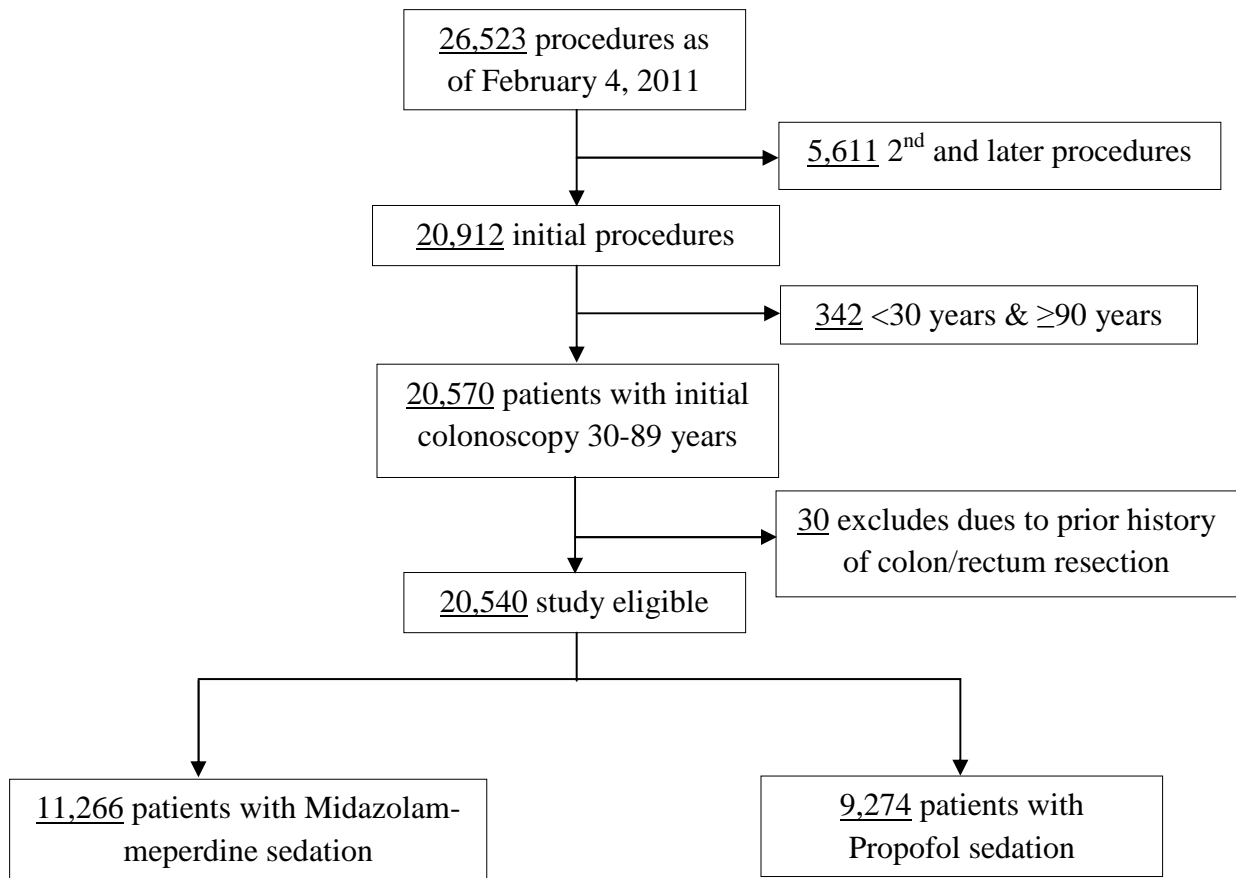 26,523 procedures as
of February 4, 2011
5,611 2nd and later procedures
20,912 initial procedures
342 <30 years & ≥90 years
20,570 patients with initial
colonoscopy 30-89 years
30 excludes dues to prior history
of colon/rectum resection
20,540 study eligible
11,266 patients with Midazolam-
meperdine sedation
9,274 patients with
Propofol sedation